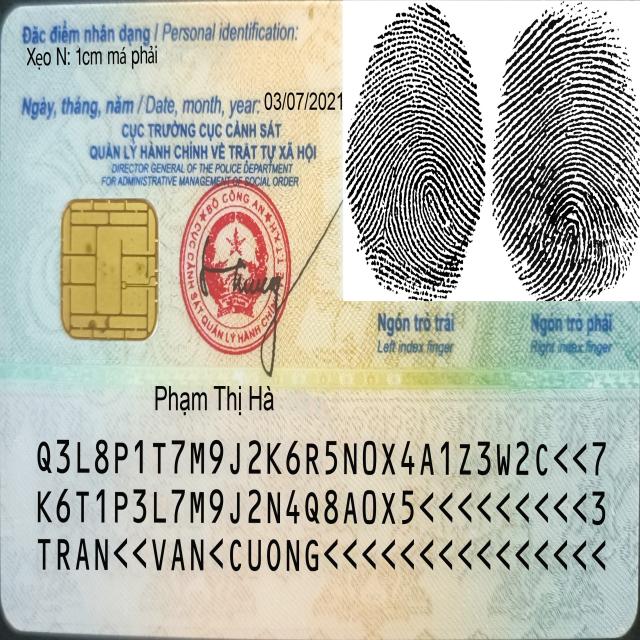 Đặc điểm nhân dạng / Personal identification:
Xẹo N: 1cm má phải
Ngày, tháng, năm / Date, month, year: 03/07/2021
CỤC TRƯỞNG CỤC CẢNH SÁT
QUẢN LÝ HÀNH CHÍNH VỀ TRẬT TỰ XÃ HỘI
DIRECTOR GENERAL OF THE POLICE DEPARTMENT
FOR ADMINISTRATIVE MANAGEMENT OF SOCIAL ORDER
BỘ CÔNG AN
CỤC CẢNH SÁT QUẢN LÝ HÀNH CHÍNH
Ngón trỏ trái
Left index finger
Ngón trỏ phải
Right index finger
Phạm Thị Hà
Q3L8P1T7M9J2K6R5N0X4A1Z3W2C<<7
K6T1P3L7M9J2N4Q8A0X5<<<<<<<<<3
TRAN<<VAN<CUONG<<<<<<<<<<<<<<<